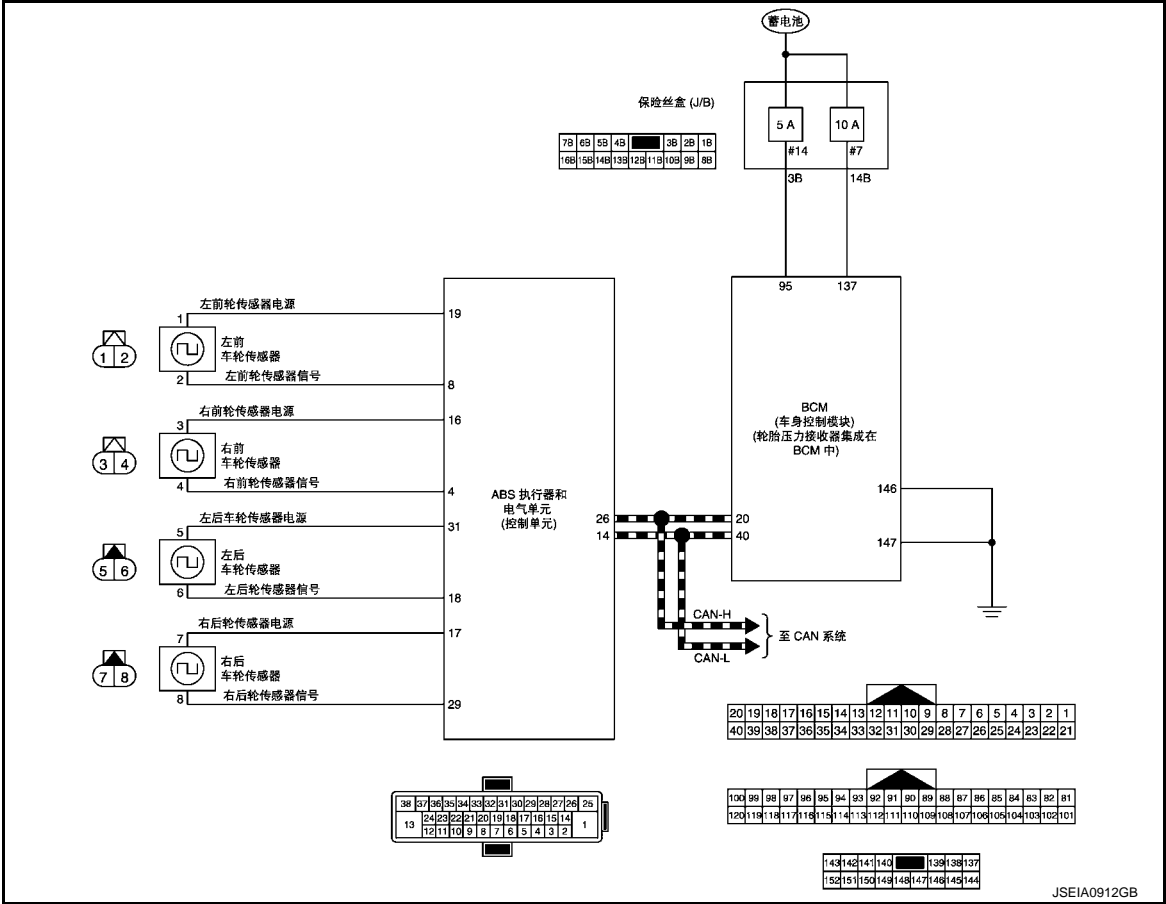 蓄电池
保险丝盒 (J/B)
5 A
10 A
#14
#7
3B
14B
7B 6B 5B 4B 3B 2B 1B
16B 15B 14B 13B 12B 11B 10B 9B 8B
95
137
左前轮传感器电源
1
19
左前
车轮传感器
1 2
2
左前轮传感器信号
8
右前轮传感器电源
3
16
右前
车轮传感器
3 4
4
右前轮传感器信号
4
左后车轮传感器电源
5
31
左后
车轮传感器
5 6
6
左后轮传感器信号
18
右后轮传感器电源
7
17
右后
车轮传感器
7 8
8
右后轮传感器信号
29
ABS 执行器和
电气单元
(控制单元)
26
14
20
40
BCM
(车身控制模块)
(轮胎压力接收器集成在
BCM 中)
146
147
CAN-H
CAN-L
至 CAN 系统
20 19 18 17 16 15 14 13 12 11 10 9 8 7 6 5 4 3 2 1
40 39 38 37 36 35 34 33 32 31 30 29 28 27 26 25 24 23 22 21
100 99 98 97 96 95 94 93 92 91 90 89 88 87 86 85 84 83 82 81
120 119 118 117 116 115 114 113 112 111 110 109 108 107 106 105 104 103 102 101
38 37 36 35 34 33 32 31 30 29 28 27 26 25
13 24 23 22 21 20 19 18 17 16 15 14 1
12 11 10 9 8 7 6 5 4 3 2
143 142 141 140 139 138 137
152 151 150 149 148 147 146 145 144
JSEIA0912GB